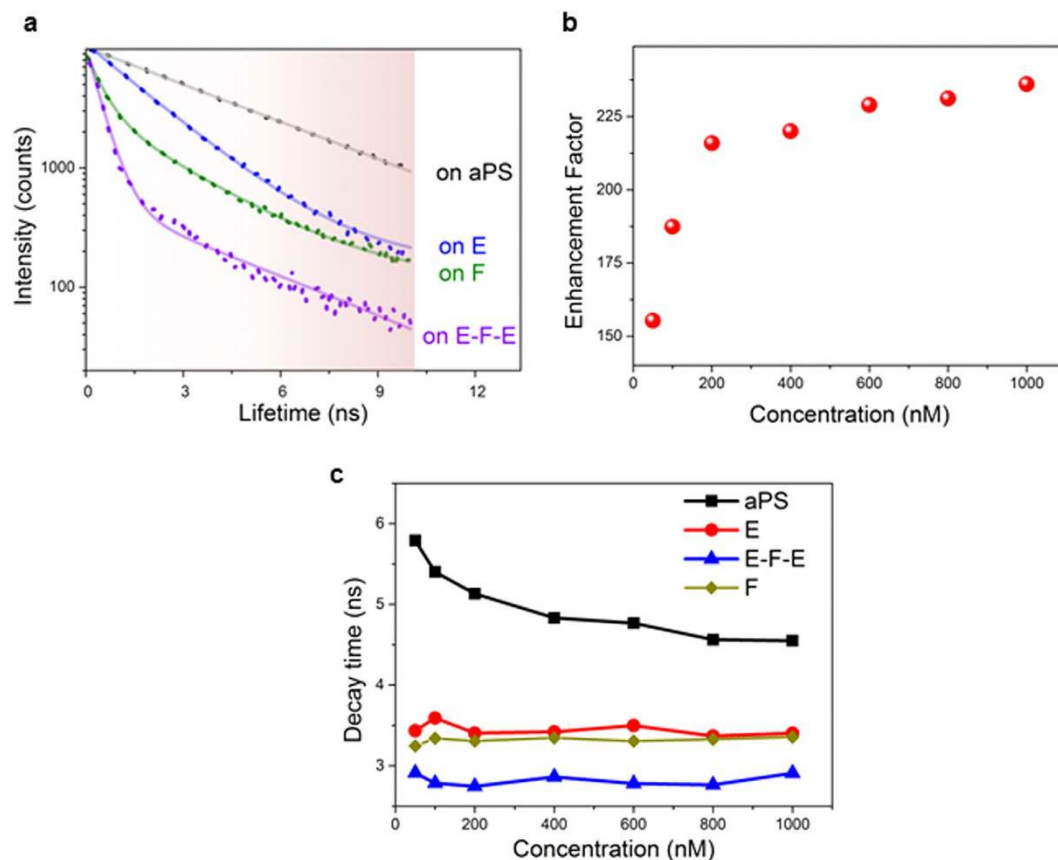 a
Intensity (counts)
1000
100
on aPS
on E
on F
on E-F-E
0 3 6 9 12
Lifetime (ns)
b
Enhancement Factor
225
200
175
150
0 200 400 600 800 1000
Concentration (nM)
c
Decay time (ns)
6
5
4
3
aPS
E
E-F-E
F
0 200 400 600 800 1000
Concentration (nM)